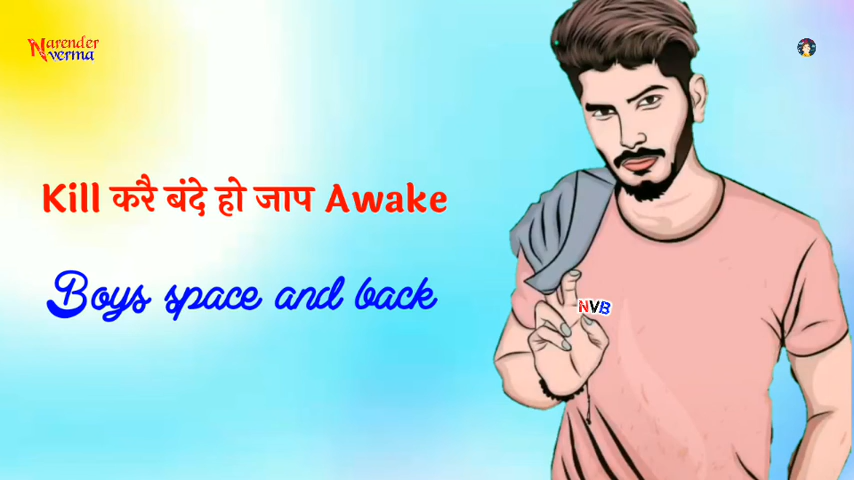 Narender
verma
Kill करै बंदे हो जाप Awake
Boys space and back
NVB